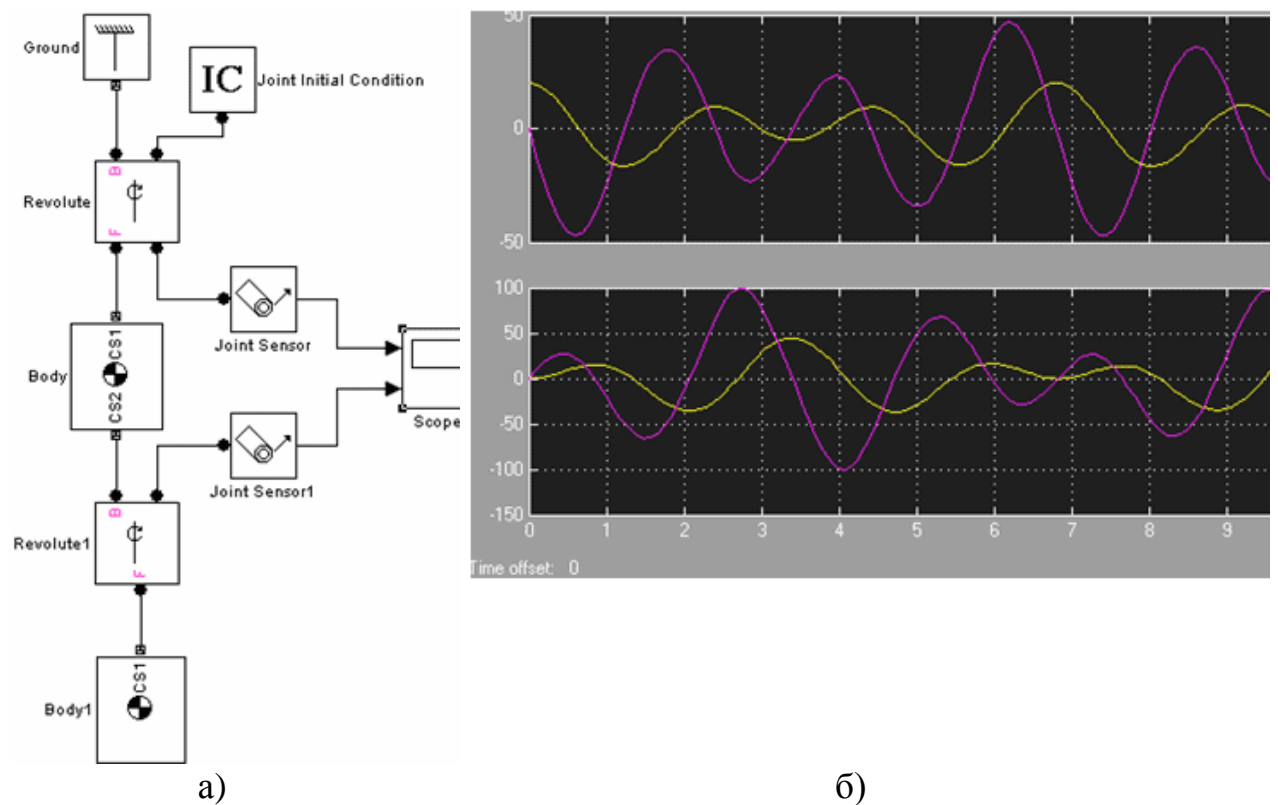 Ground
IC
Joint Initial Condition
B
Revolute
F
Joint Sensor
CS1
Body
CS2
Scope
Joint Sensor1
B
Revolute1
F
CS1
Body1
а)
50
0
-50
100
50
0
-50
-100
-150
0 1 2 3 4 5 6 7 8 9
Time offset: 0
б)